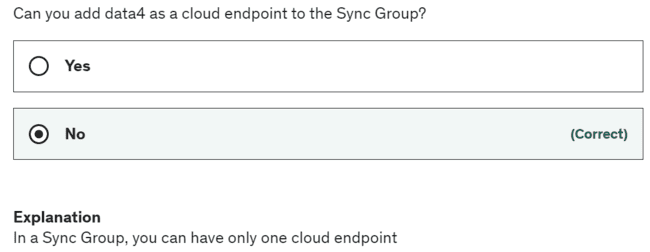 Can you add data4 as a cloud endpoint to the Sync Group?
Yes
No (Correct)
Explanation
In a Sync Group, you can have only one cloud endpoint